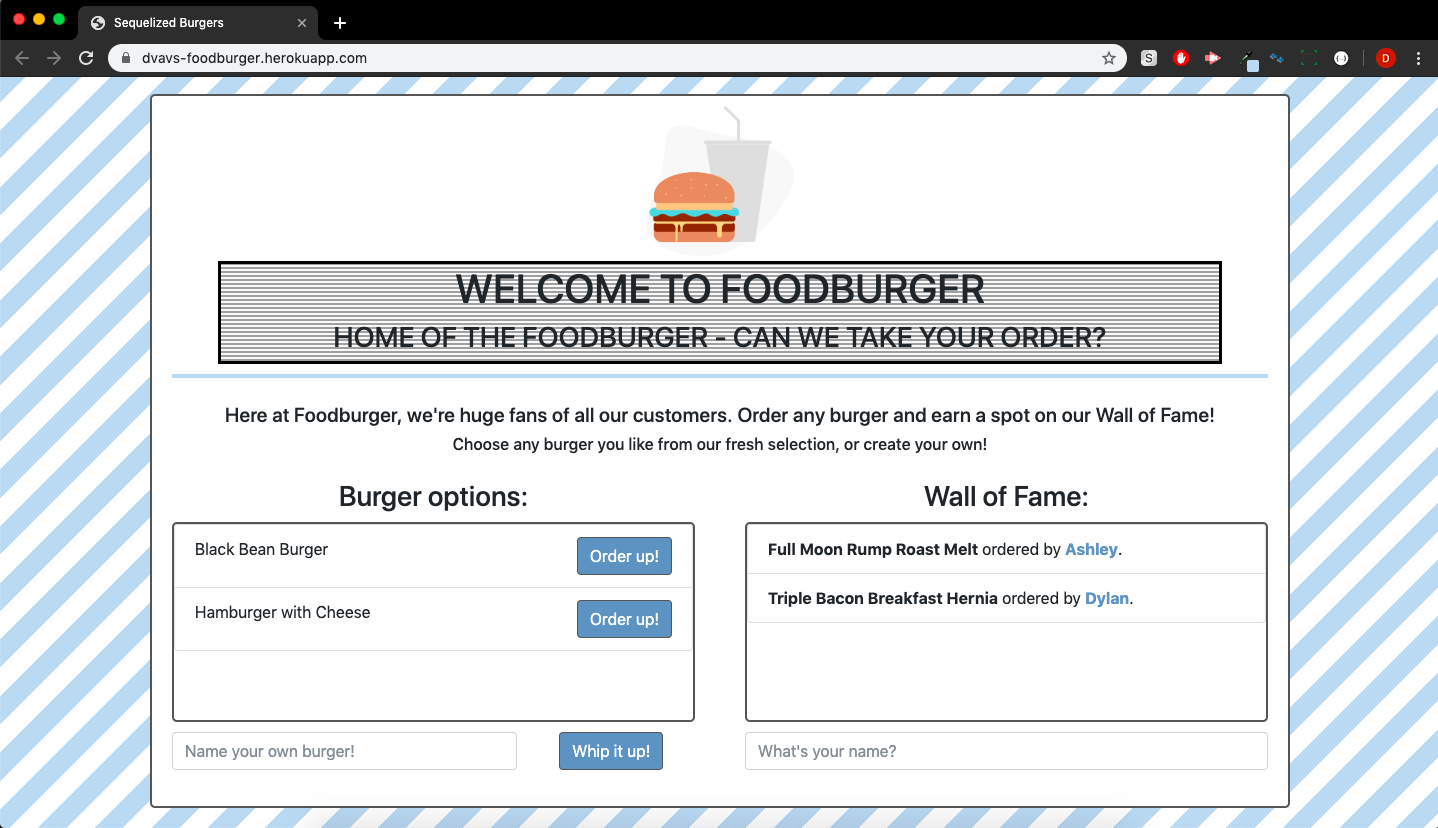 Sequelized Burgers
dvavs-foodburger.herokuapp.com
S
D
WELCOME TO FOODBURGER
HOME OF THE FOODBURGER - CAN WE TAKE YOUR ORDER?
Here at Foodburger, we're huge fans of all our customers. Order any burger and earn a spot on our Wall of Fame!
Choose any burger you like from our fresh selection, or create your own!
Burger options:
Black Bean Burger
Order up!
Hamburger with Cheese
Order up!
Name your own burger!
Whip it up!
Wall of Fame:
Full Moon Rump Roast Melt ordered by Ashley.
Triple Bacon Breakfast Hernia ordered by Dylan.
What's your name?